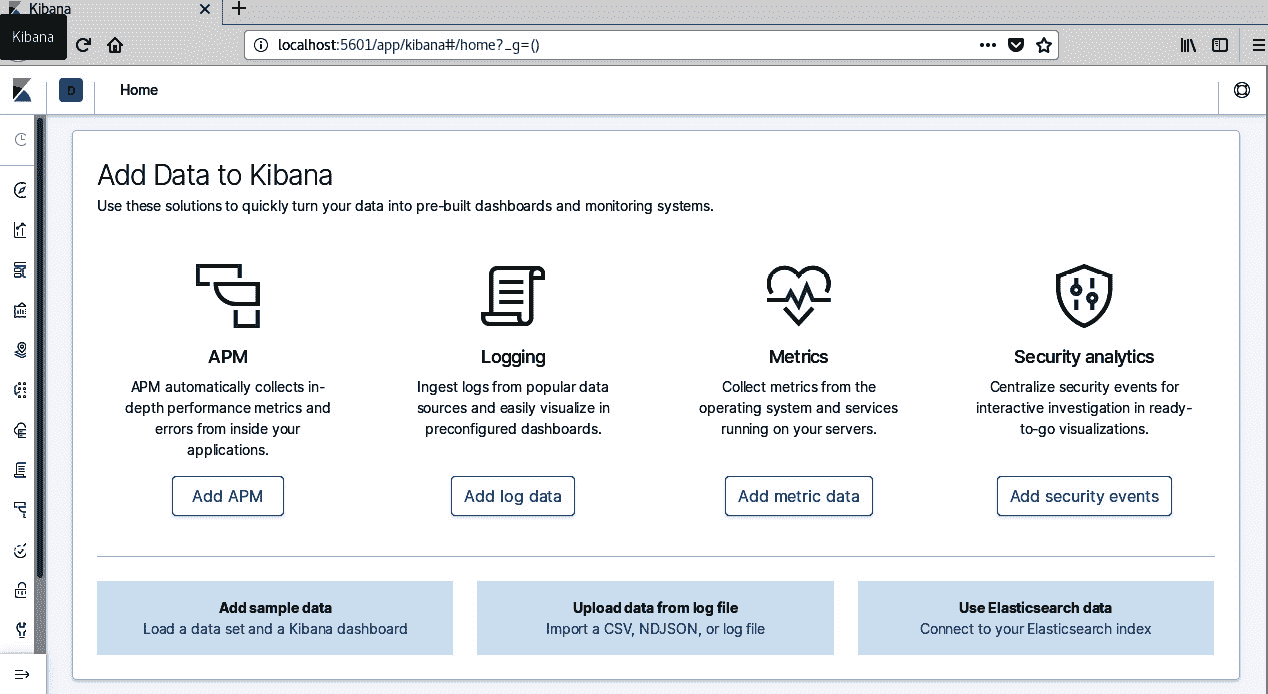 Kibana
Kibana
localhost:5601/app/kibana#/home?_g=()
D
Home
Add Data to Kibana
Use these solutions to quickly turn your data into pre-built dashboards and monitoring systems.
APM
APM automatically collects in-
depth performance metrics and
errors from inside your
applications.
Add APM
Logging
Ingest logs from popular data
sources and easily visualize in
preconfigured dashboards.
Add log data
Metrics
Collect metrics from the
operating system and services
running on your servers.
Add metric data
Security analytics
Centralize security events for
interactive investigation in ready-
to-go visualizations.
Add security events
Add sample data
Load a data set and a Kibana dashboard
Upload data from log file
Import a CSV, NDJSON, or log file
Use Elasticsearch data
Connect to your Elasticsearch index